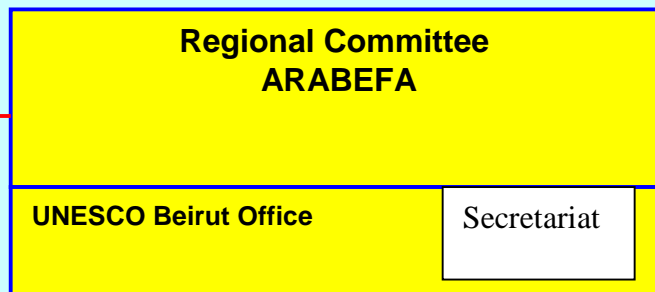 Regional Committee
ARABEFA
UNESCO Beirut Office
Secretariat